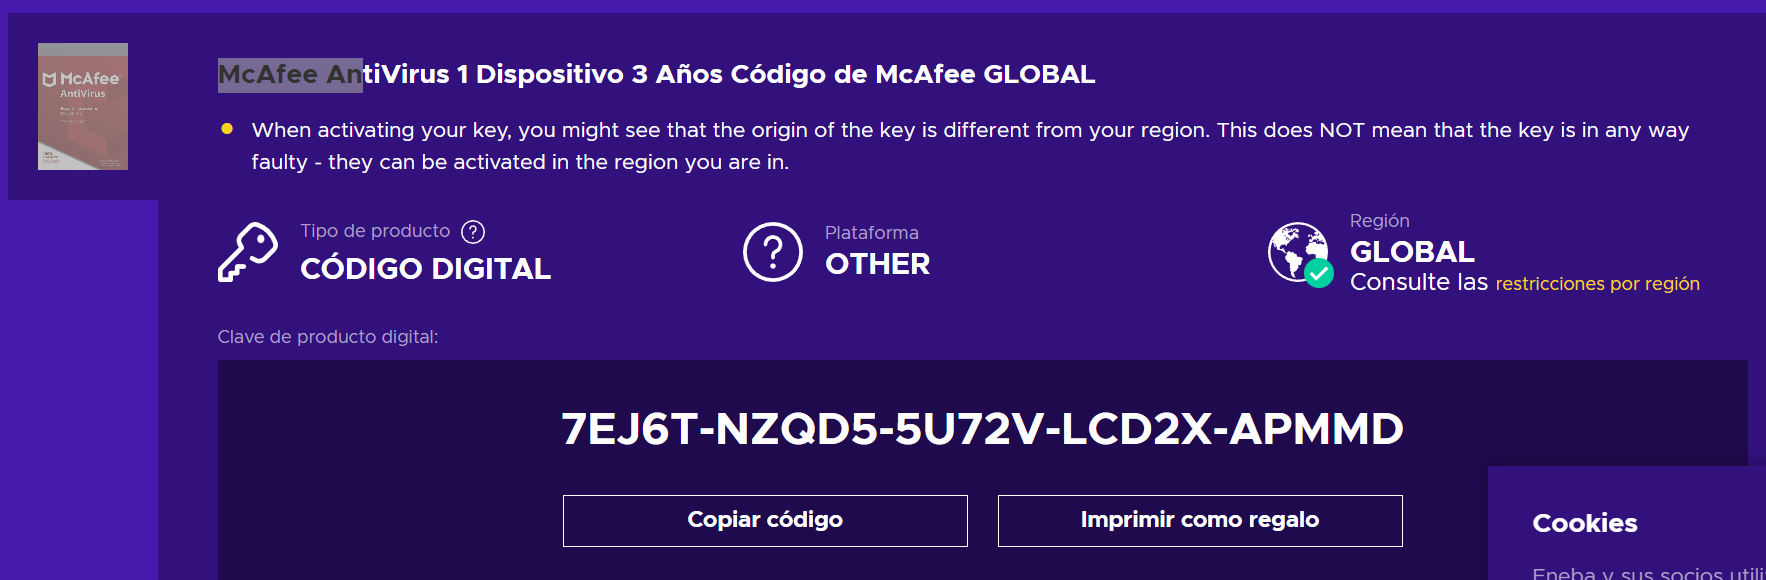 McAfee
AntiVirus
McAfee AntiVirus 1 Dispositivo 3 Años Código de McAfee GLOBAL
When activating your key, you might see that the origin of the key is different from your region. This does NOT mean that the key is in any way
faulty - they can be activated in the region you are in.
Tipo de producto ?
CÓDIGO DIGITAL
?
Plataforma
OTHER
Región
GLOBAL
Consulte las restricciones por región
Clave de producto digital:
7EJ6T-NZQD5-5U72V-LCD2X-APMMD
Copiar código
Imprimir como regalo
Cookies
Eneba y sus socios utili